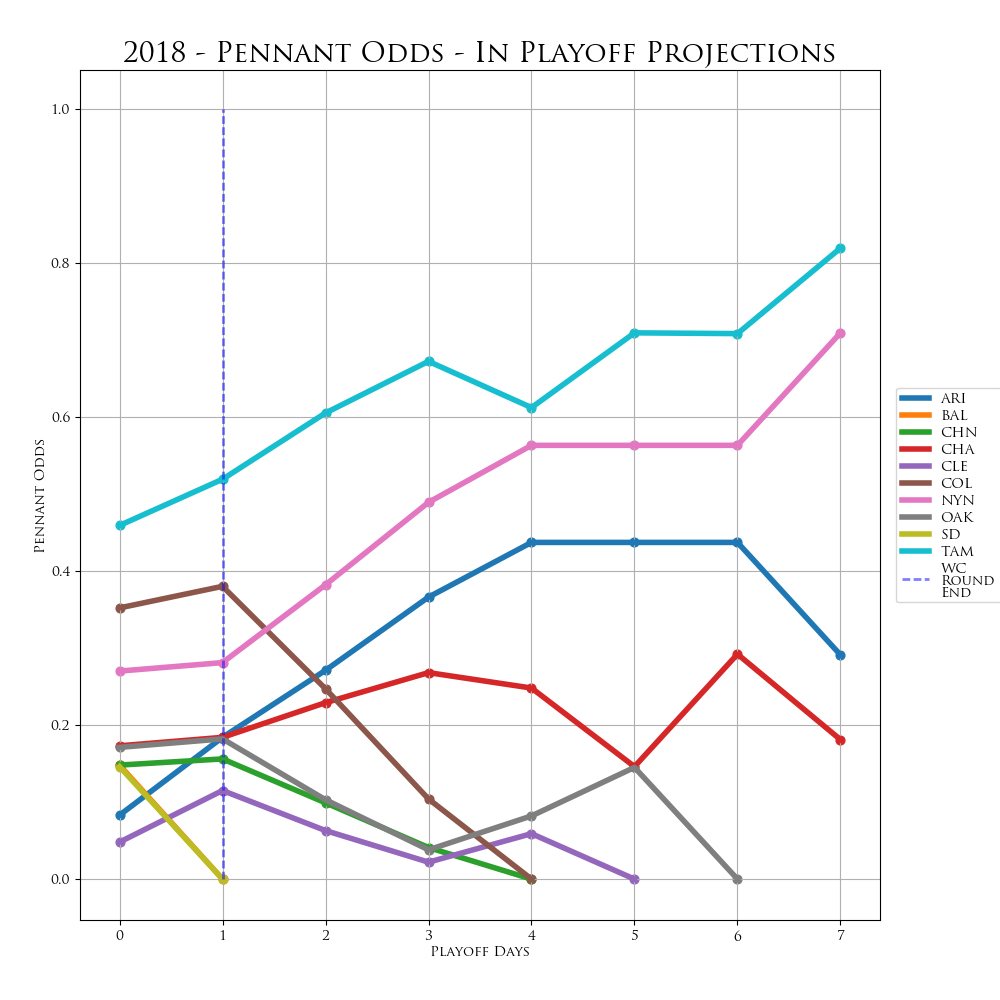 2018 - Pennant Odds - In Playoff Projections
1.0
0.8
0.6
0.4
0.2
0.0
Pennant Odds
0 1 2 3 4 5 6 7
Playoff Days
ARI
BAL
CHN
CHA
CLE
COL
NYN
OAK
SD
TAM
WC
Round
End